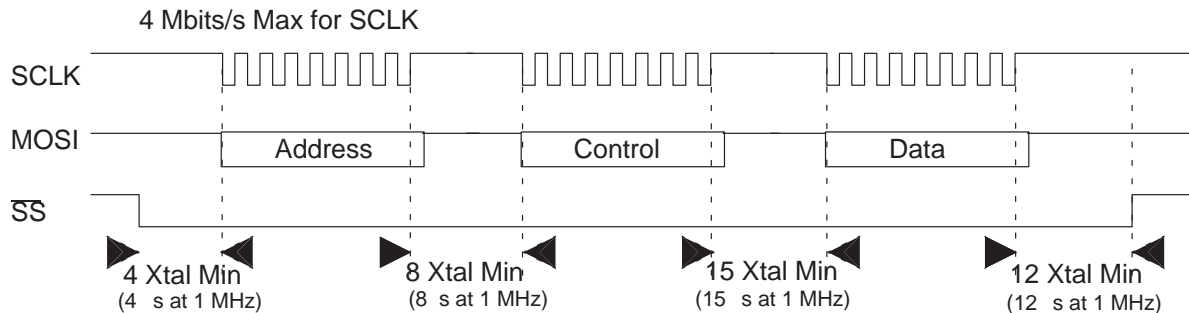 4 Mbits/s Max for SCLK
SCLK
MOSI
Address
Control
Data
SS
4 Xtal Min
(4 s at 1 MHz)
8 Xtal Min
(8 s at 1 MHz)
15 Xtal Min
(15 s at 1 MHz)
12 Xtal Min
(12 s at 1 MHz)